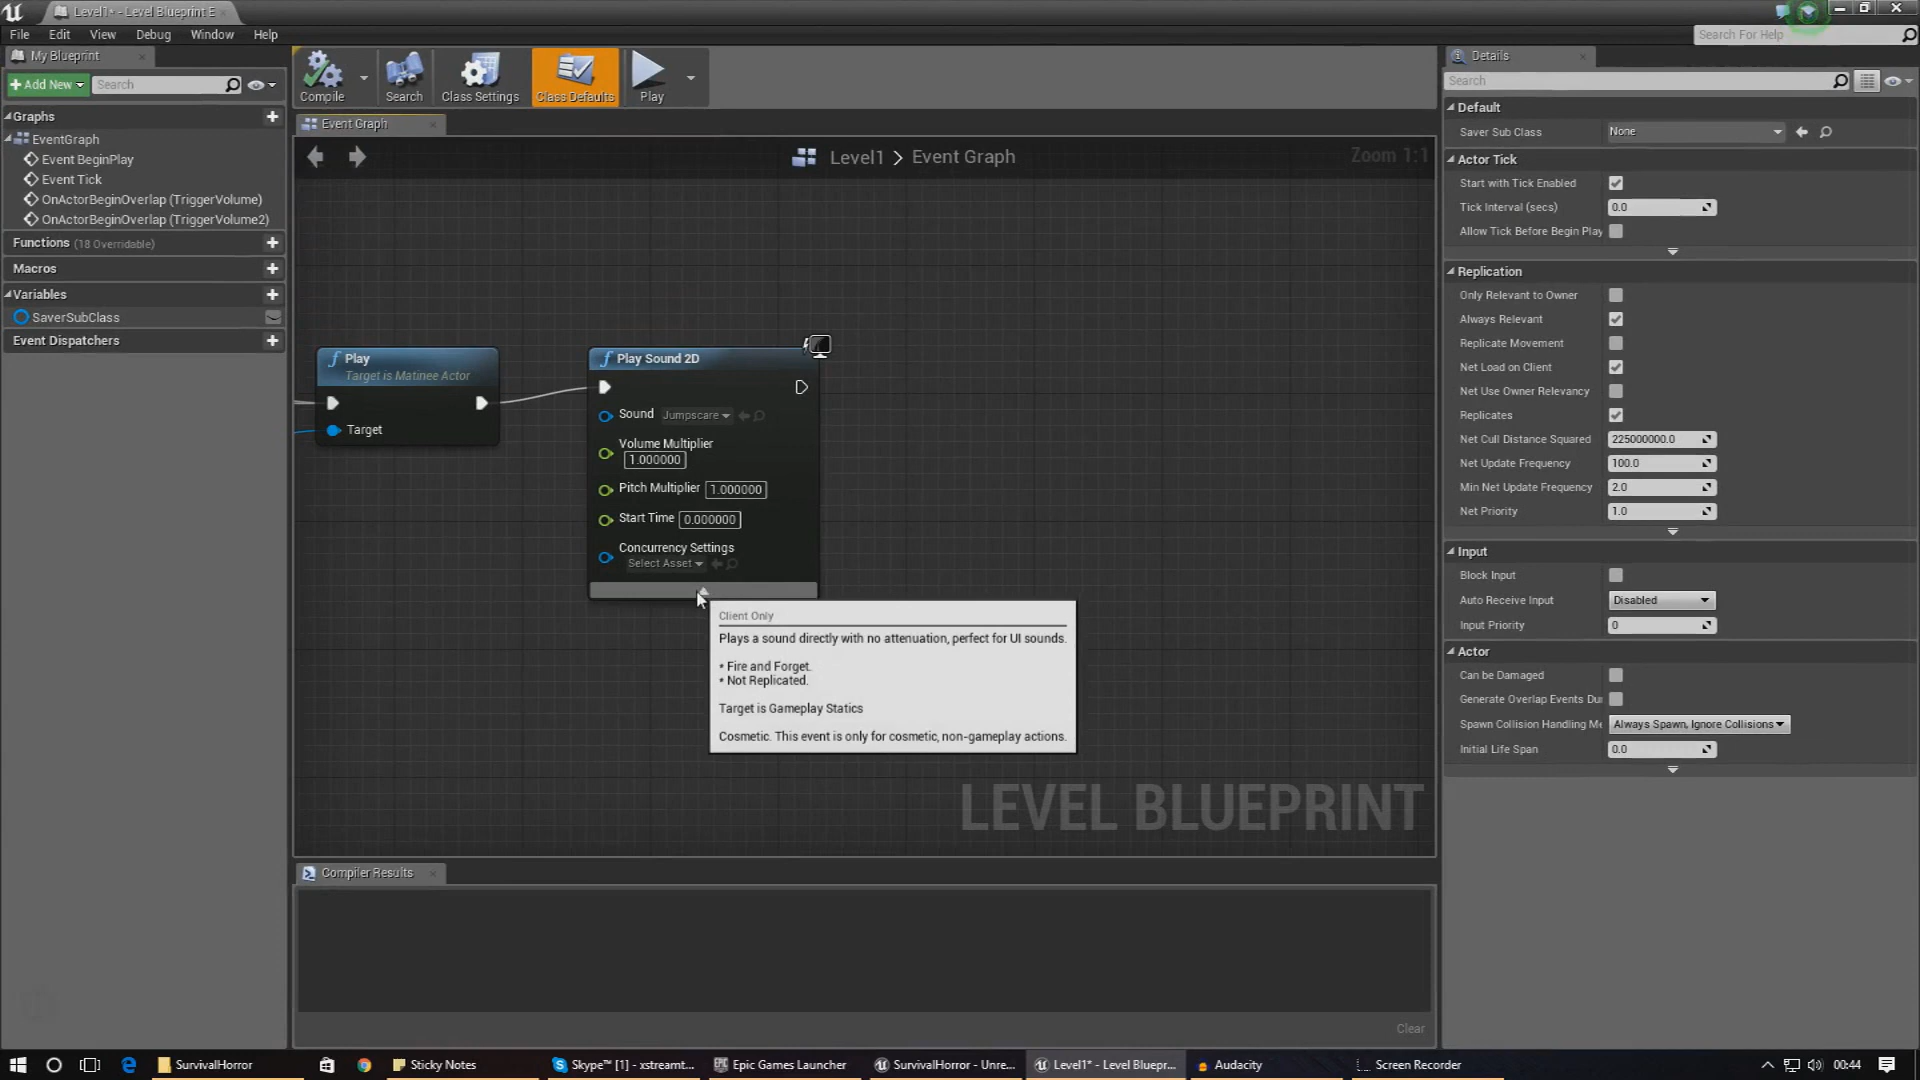 Level1* - Level Blueprint E
File Edit View Debug Window Help
Search For Help
My Blueprint
Add New Search
Compile Search Class Settings Class Defaults Play
Details
Search
Graphs
EventGraph
Event BeginPlay
Event Tick
OnActorBeginOverlap (TriggerVolume)
OnActorBeginOverlap (TriggerVolume2)
Functions (18 Overridable)
Macros
Variables
SaverSubClass
Event Dispatchers
Event Graph
Level1 > Event Graph
Zoom 1:1
Play
Target is Matinee Actor
Target
Play Sound 2D
Sound Jumpscare
Volume Multiplier
1.000000
Pitch Multiplier 1.000000
Start Time 0.000000
Concurrency Settings
Select Asset
Client Only
Plays a sound directly with no attenuation, perfect for UI sounds.
* Fire and Forget.
* Not Replicated.
Target is Gameplay Statics
Cosmetic. This event is only for cosmetic, non-gameplay actions.
LEVEL BLUEPRINT
Compiler Results
Clear
Default
Saver Sub Class None
Actor Tick
Start with Tick Enabled
Tick Interval (secs) 0.0
Allow Tick Before Begin Play
Replication
Only Relevant to Owner
Always Relevant
Replicate Movement
Net Load on Client
Net Use Owner Relevancy
Replicates
Net Cull Distance Squared 225000000.0
Net Update Frequency 100.0
Min Net Update Frequency 2.0
Net Priority 1.0
Input
Block Input
Auto Receive Input Disabled
Input Priority 0
Actor
Can be Damaged
Generate Overlap Events Du
Spawn Collision Handling Me Always Spawn, Ignore Collisions
Initial Life Span 0.0
SurvivalHorror Sticky Notes Skype™ [1] - xstreamt... Epic Games Launcher SurvivalHorror - Unre... Level1* - Level Bluepr... Audacity Screen Recorder 00:44